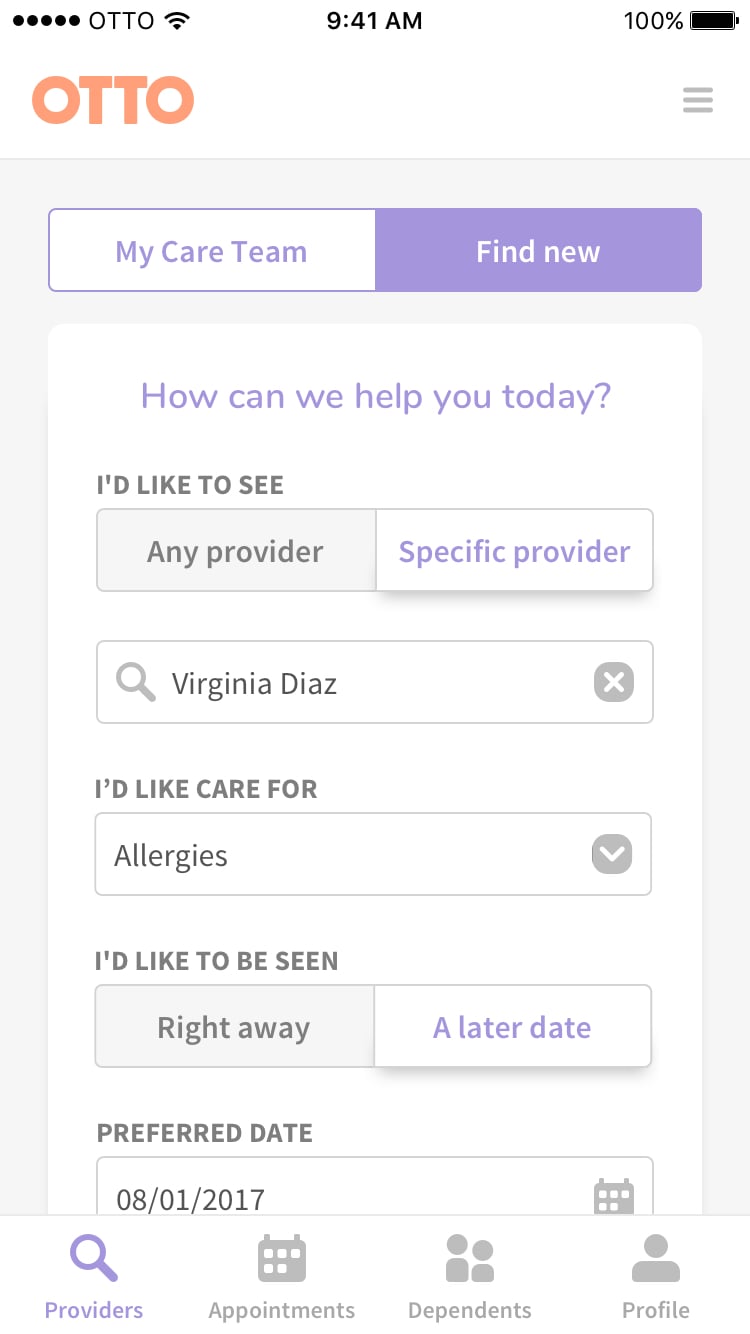 OTTO 9:41 AM 100%
OTTO
My Care Team Find new
How can we help you today?
I'D LIKE TO SEE
Any provider Specific provider
Virginia Diaz
I’D LIKE CARE FOR
Allergies
I'D LIKE TO BE SEEN
Right away A later date
PREFERRED DATE
08/01/2017
Providers Appointments Dependents Profile